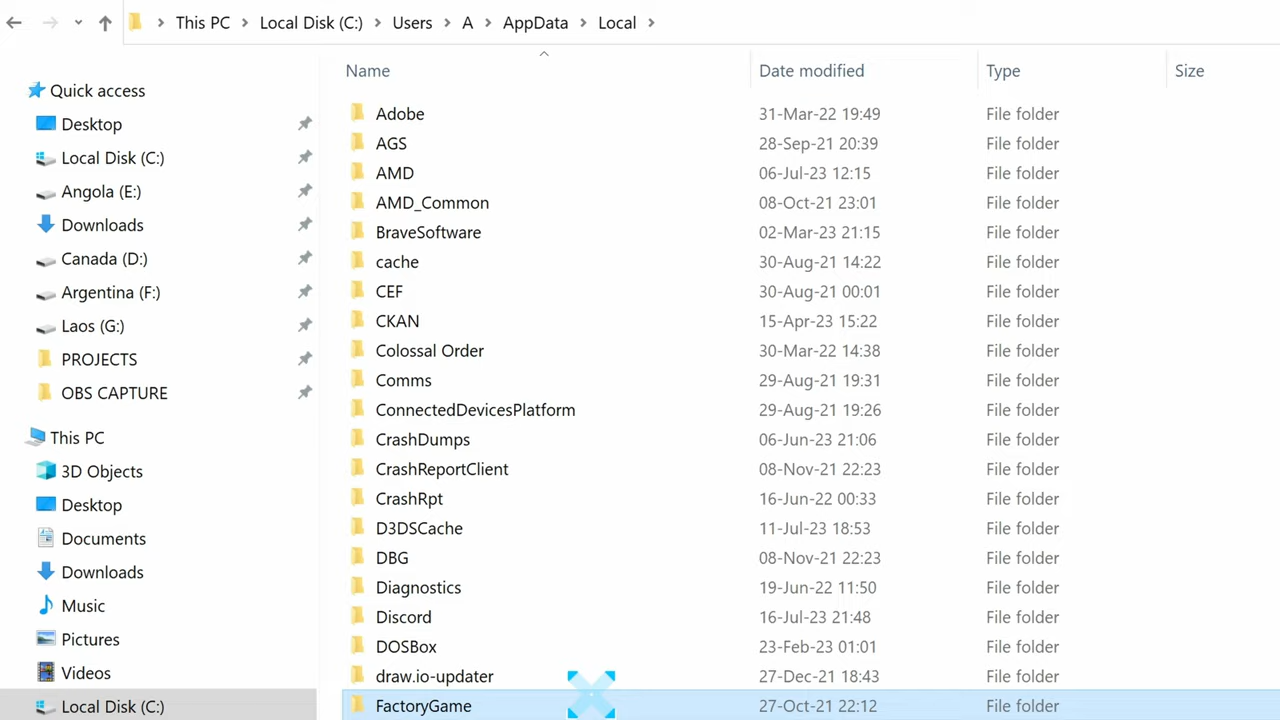 This PC > Local Disk (C:) > Users > A > AppData > Local >
Name Date modified Type Size
Quick access
Desktop
Local Disk (C:)
Angola (E:)
Downloads
Canada (D:)
Argentina (F:)
Laos (G:)
PROJECTS
OBS CAPTURE
This PC
3D Objects
Desktop
Documents
Downloads
Music
Pictures
Videos
Local Disk (C:)
Adobe 31-Mar-22 19:49 File folder
AGS 28-Sep-21 20:39 File folder
AMD 06-Jul-23 12:15 File folder
AMD_Common 08-Oct-21 23:01 File folder
BraveSoftware 02-Mar-23 21:15 File folder
cache 30-Aug-21 14:22 File folder
CEF 30-Aug-21 00:01 File folder
CKAN 15-Apr-23 15:22 File folder
Colossal Order 30-Mar-22 14:38 File folder
Comms 29-Aug-21 19:31 File folder
ConnectedDevicesPlatform 29-Aug-21 19:26 File folder
CrashDumps 06-Jun-23 21:06 File folder
CrashReportClient 08-Nov-21 22:23 File folder
CrashRpt 16-Jun-22 00:33 File folder
D3DSCache 11-Jul-23 18:53 File folder
DBG 08-Nov-21 22:23 File folder
Diagnostics 19-Jun-22 11:50 File folder
Discord 16-Jul-23 21:48 File folder
DOSBox 23-Feb-23 01:01 File folder
draw.io-updater 27-Dec-21 18:43 File folder
FactoryGame 27-Oct-21 22:12 File folder